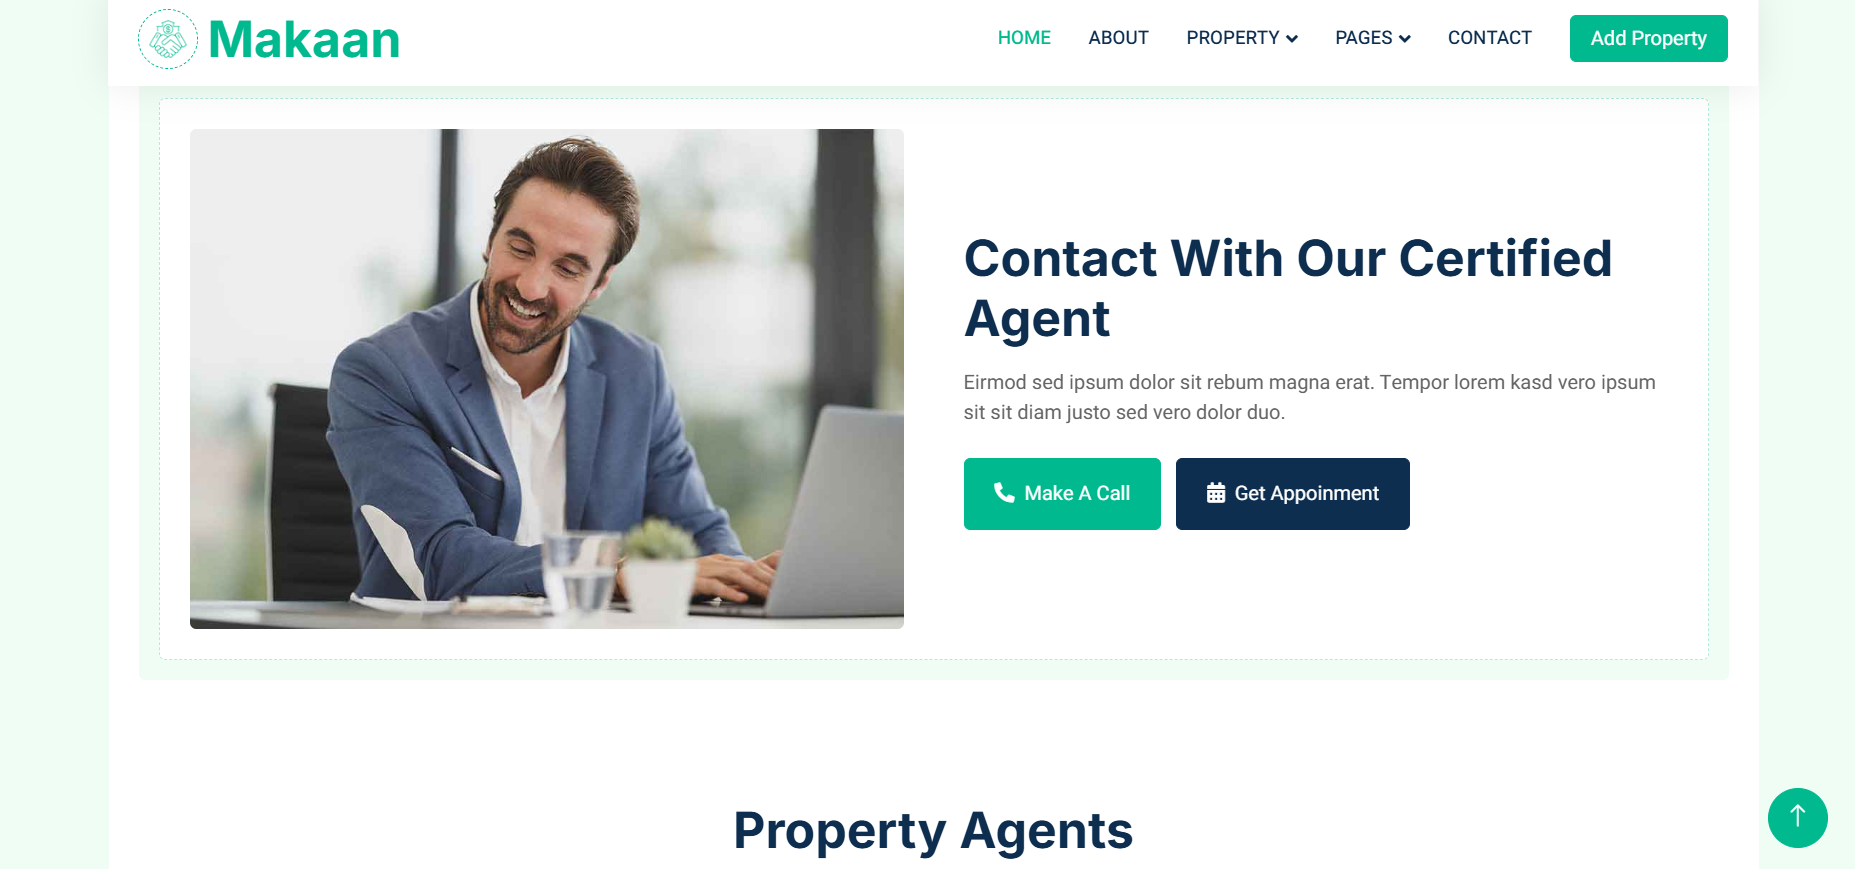 Makaan
HOME ABOUT PROPERTY PAGES CONTACT Add Property
Contact With Our Certified
Agent
Eirmod sed ipsum dolor sit rebum magna erat. Tempor lorem kasd vero ipsum
sit sit diam justo sed vero dolor duo.
Make A Call Get Appoinment
Property Agents